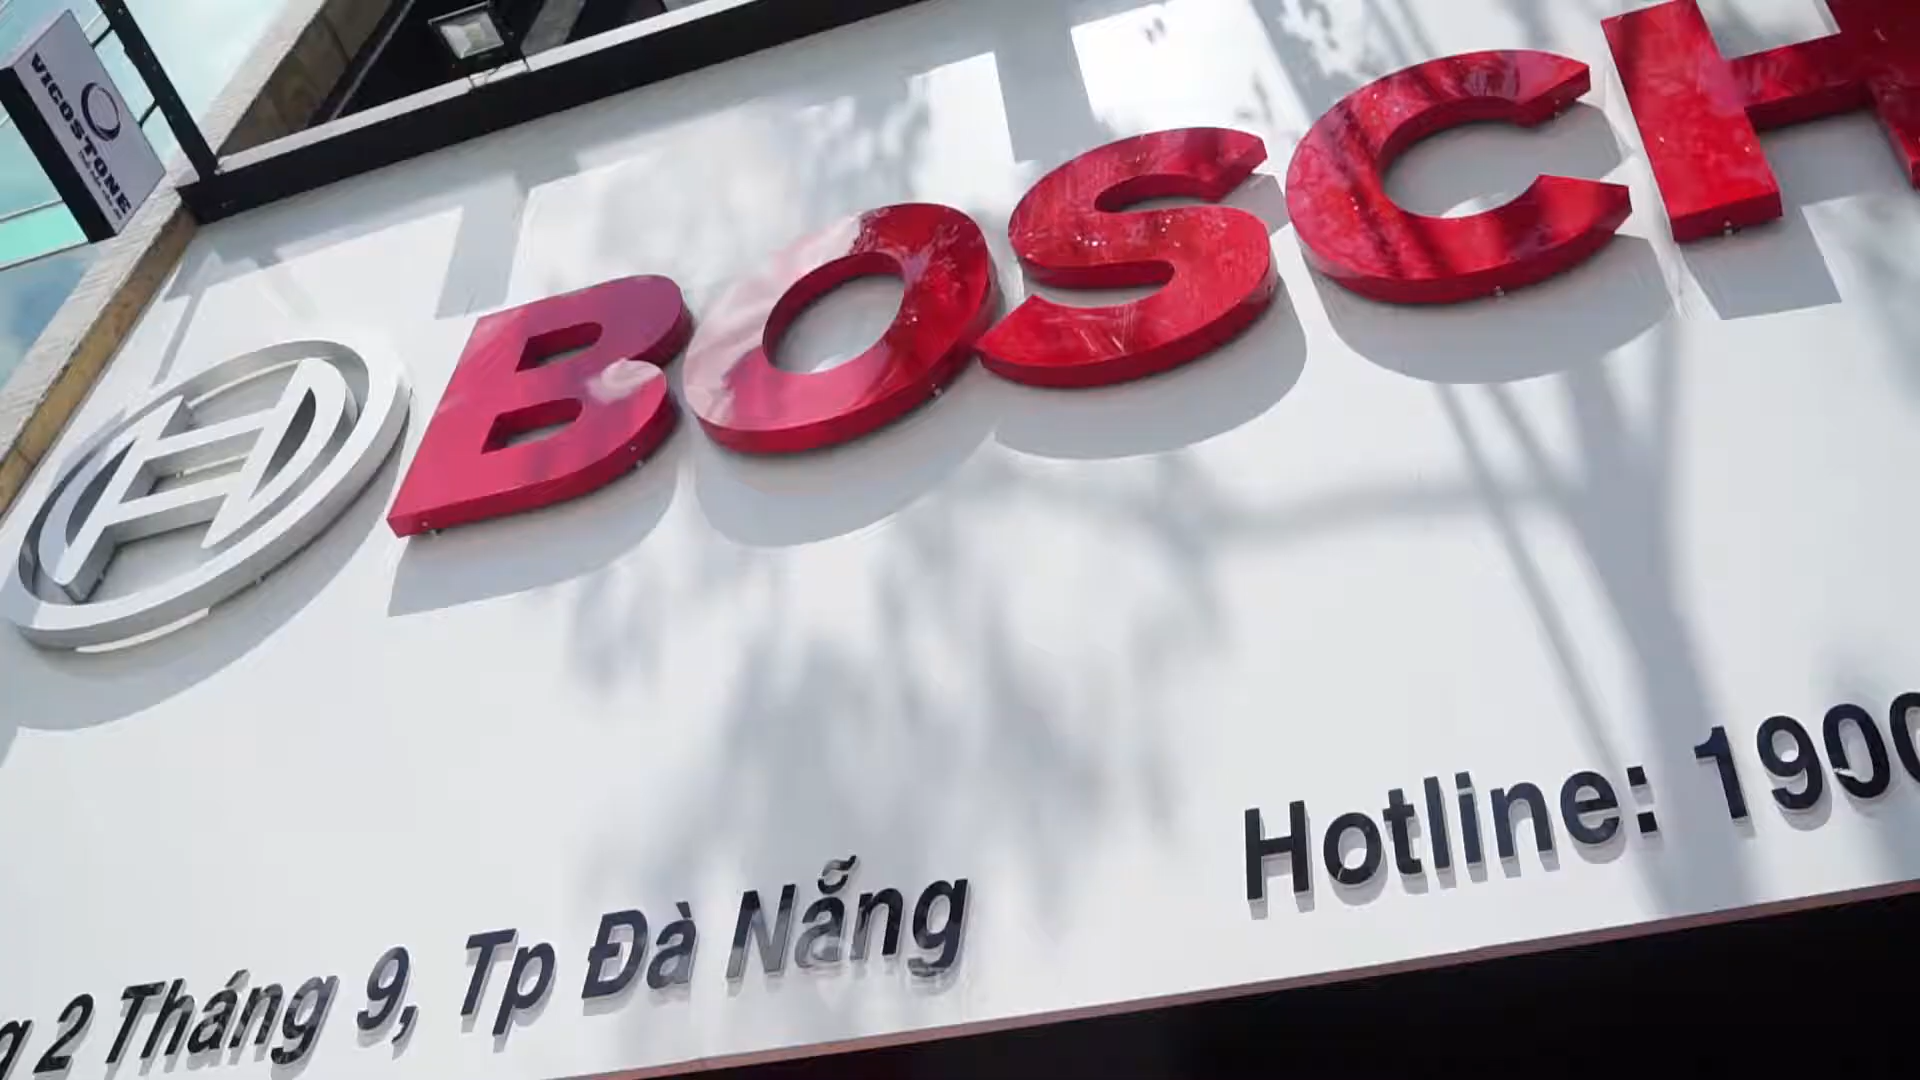 VICOSTONE
BOSCH
Hotline: 1900
2 Tháng 9, Tp Đà Nẵng